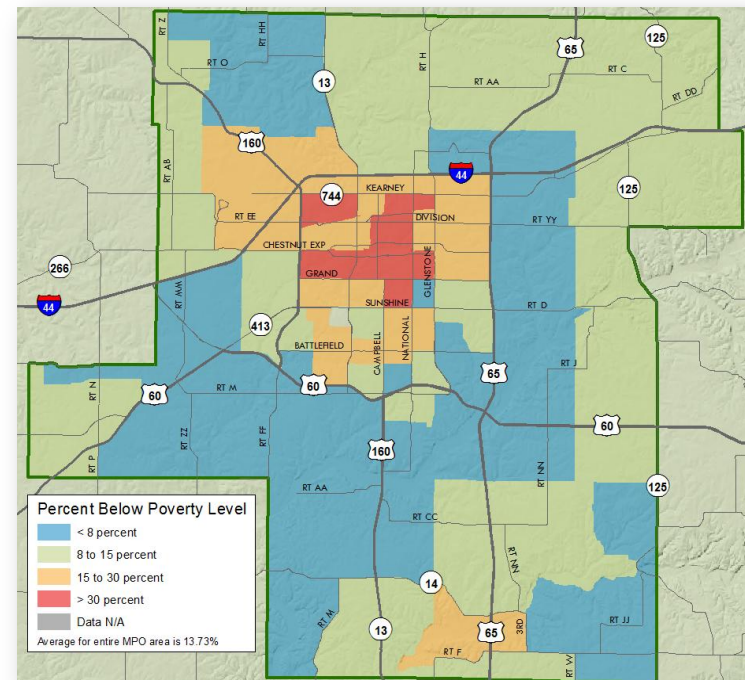 RT Z
RT HH
RT O
13
RT H
65
125
RT C
RT AA
RT DD
160
RT AB
44
744
KEARNEY
125
RT EE
DIVISION
RT YY
CHESTNUT EXP
266
GRAND
GLENSTONE
44
RT WW
SUNSHINE
RT D
413
BATTLEFIELD
CAMPBELL
NATIONAL
RT J
65
RT N
60
RT M
60
60
RT ZZ
RT FF
160
RT P
RT NN
125
RT AA
RT CC
RT NN
14
RT M
13
65
3RD
RT JJ
RT F
RT W
Percent Below Poverty Level
< 8 percent
8 to 15 percent
15 to 30 percent
> 30 percent
Data N/A
Average for entire MPO area is 13.73%